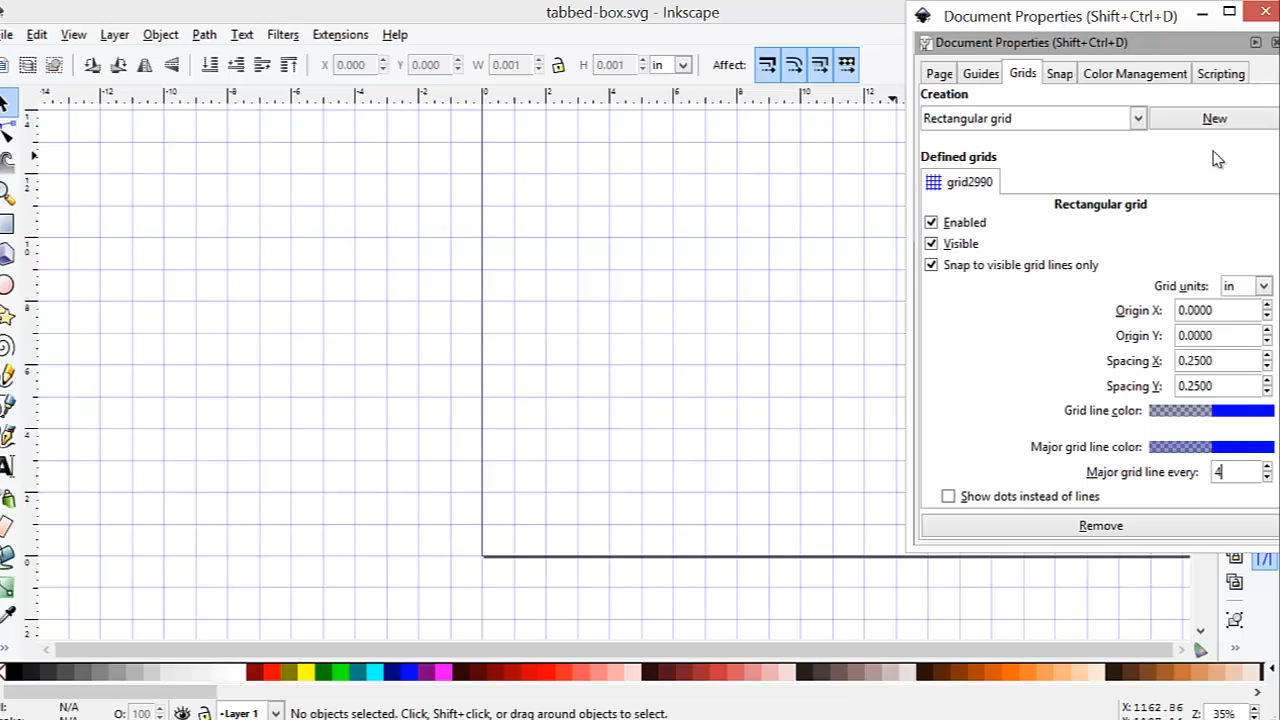 tabbed-box.svg - Inkscape
Document Properties (Shift+Ctrl+D)
ile Edit View Layer Object Path Text Filters Extensions Help
Document Properties (Shift+Ctrl+D)
X 0.000 Y 0.000 W 0.001 H 0.001 in Affect:
Page Guides Grids Snap Color Management Scripting
Creation
Rectangular grid New
Defined grids
grid2990
Rectangular grid
Enabled
Visible
Snap to visible grid lines only
Grid units: in
Origin X: 0.0000
Origin Y: 0.0000
Spacing X: 0.2500
Spacing Y: 0.2500
Grid line color:
Major grid line color:
Major grid line every: 4
Show dots instead of lines
Remove
N/A
N/A
O: 100 Layer 1 No objects selected. Click, Shift+click, or drag around objects to select.
X:1162.86
Z: 35%